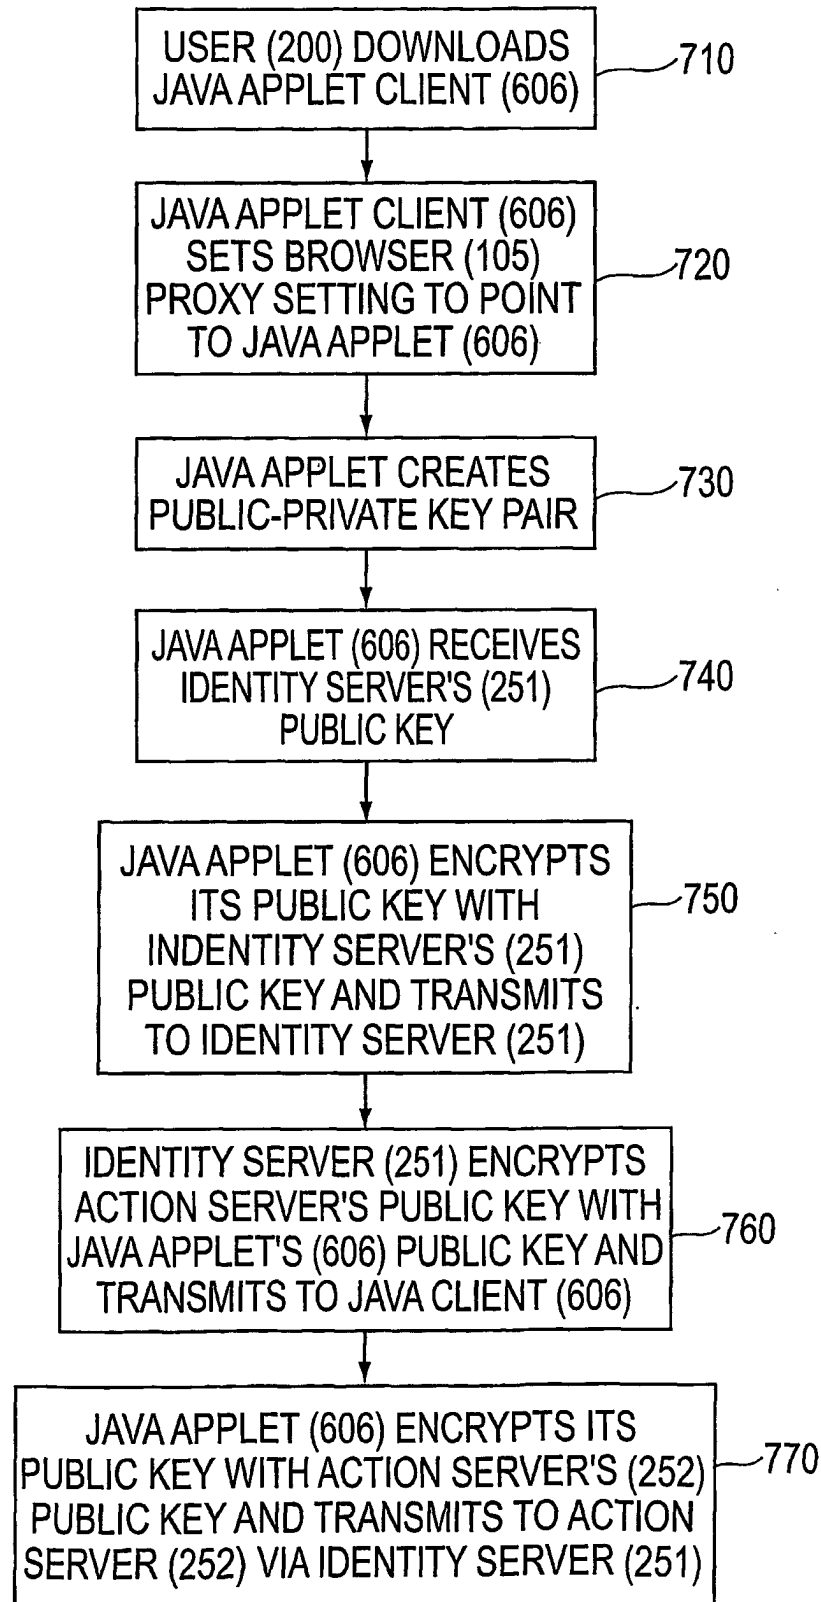 USER (200) DOWNLOADS
JAVA APPLET CLIENT (606)
710
JAVA APPLET CLIENT (606)
SETS BROWSER (105)
PROXY SETTING TO POINT
TO JAVA APPLET (606)
720
JAVA APPLET CREATES
PUBLIC-PRIVATE KEY PAIR
730
JAVA APPLET (606) RECEIVES
IDENTITY SERVER'S (251)
PUBLIC KEY
740
JAVA APPLET (606) ENCRYPTS
ITS PUBLIC KEY WITH
INDENTITY SERVER'S (251)
PUBLIC KEY AND TRANSMITS
TO IDENTITY SERVER (251)
750
IDENTITY SERVER (251) ENCRYPTS
ACTION SERVER'S PUBLIC KEY WITH
JAVA APPLET'S (606) PUBLIC KEY AND
TRANSMITS TO JAVA CLIENT (606)
760
JAVA APPLET (606) ENCRYPTS ITS
PUBLIC KEY WITH ACTION SERVER'S (252)
PUBLIC KEY AND TRANSMITS TO ACTION
SERVER (252) VIA IDENTITY SERVER (251)
770